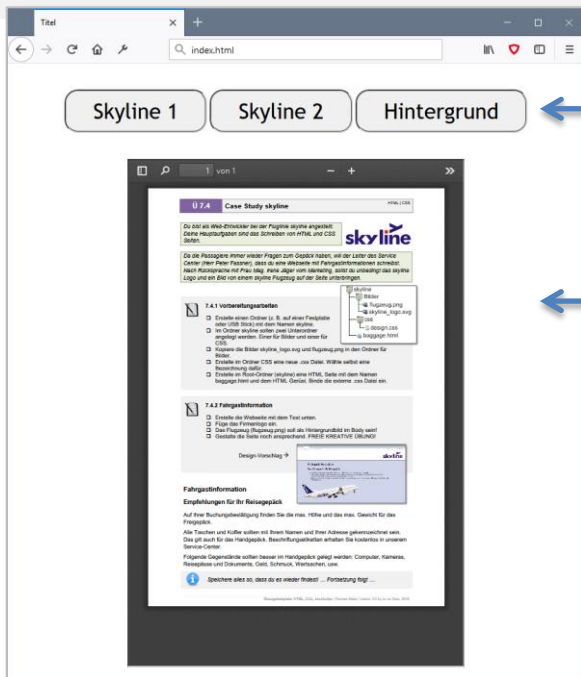 Titel
index.html
Skyline 1
Skyline 2
Hintergrund
1 von 1
Ü 7.4 Case Study skyline
HTML | CSS
Du bist als Web-Entwickler bei der Fluglinie skyline angestellt.
Deine Hauptaufgaben sind das Schreiben von HTML und CSS
Seiten.
skyline
Da die Passagiere immer wieder Fragen zum Gepäck haben, will der Leiter des Service
Center (Herr Peter Fassner), dass du eine Webseite mit Fahrgastinformationen schreibst.
Nach Rücksprache mit Frau Mag. Irene Jäger vom Marketing, sollst du unbedingt das skyline
Logo und ein Bild von einem skyline Flugzeug auf der Seite unterbringen.
7.4.1 Vorbereitungsarbeiten
Erstelle einen Ordner (z. B. auf einer Festplatte
oder USB Stick) mit dem Namen skyline.
Im Ordner skyline sollen zwei Unterordner
angelegt werden. Einer für Bilder und einer für
CSS.
Kopiere die Bilder skyline_logo.svg und flugzeug.png in den Ordner für
Bilder.
Erstelle im Ordner CSS eine neue .css Datei. Wähle selbst eine
Bezeichnung dafür.
Erstelle im Root-Ordner (skyline) eine HTML Seite mit dem Namen
baggage.html und dem HTML Gerüst. Binde die externe .css Datei ein.
skyline
Bilder
flugzeug.png
skyline_logo.svg
css
design.css
baggage.html
7.4.2 Fahrgastinformation
Erstelle die Webseite mit dem Text unten.
Füge das Firmenlogo ein.
Das Flugzeug (flugzeug.png) soll als Hintergrundbild im Body sein!
Gestalte die Seite noch ansprechend. FREIE KREATIVE ÜBUNG!
Design-Vorschlag
skyline
Fahrgastinformation
Empfehlungen für Ihr Reisegepäck
Auf Ihrer Buchungsbestätigung finden Sie die max. Höhe und das max. Gewicht für das
Freigepäck.
Alle Taschen und Koffer sollten mit Ihrem Namen und Ihrer Adresse gekennzeichnet sein.
Das gilt auch für das Handgepäck. Beschriftungsetiketten erhalten Sie kostenlos in unserem
Service-Center.
Folgende Gegenstände sollten besser im Handgepäck gelegt werden: Computer, Kameras,
Reisepässe und Dokumente, Geld, Schmuck, Wertsachen, usw.
Speichere alles so, dass du es wieder findest! … Fortsetzung folgt …